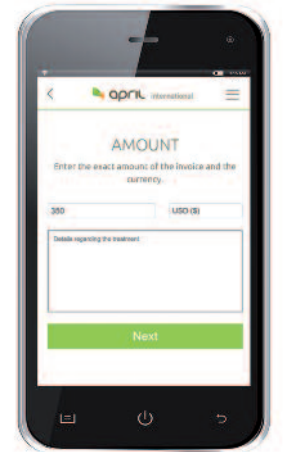 april international
AMOUNT
Enter the exact amount of the invoice and the
currency.
350 USD ($)
Details regarding the treatment
Next